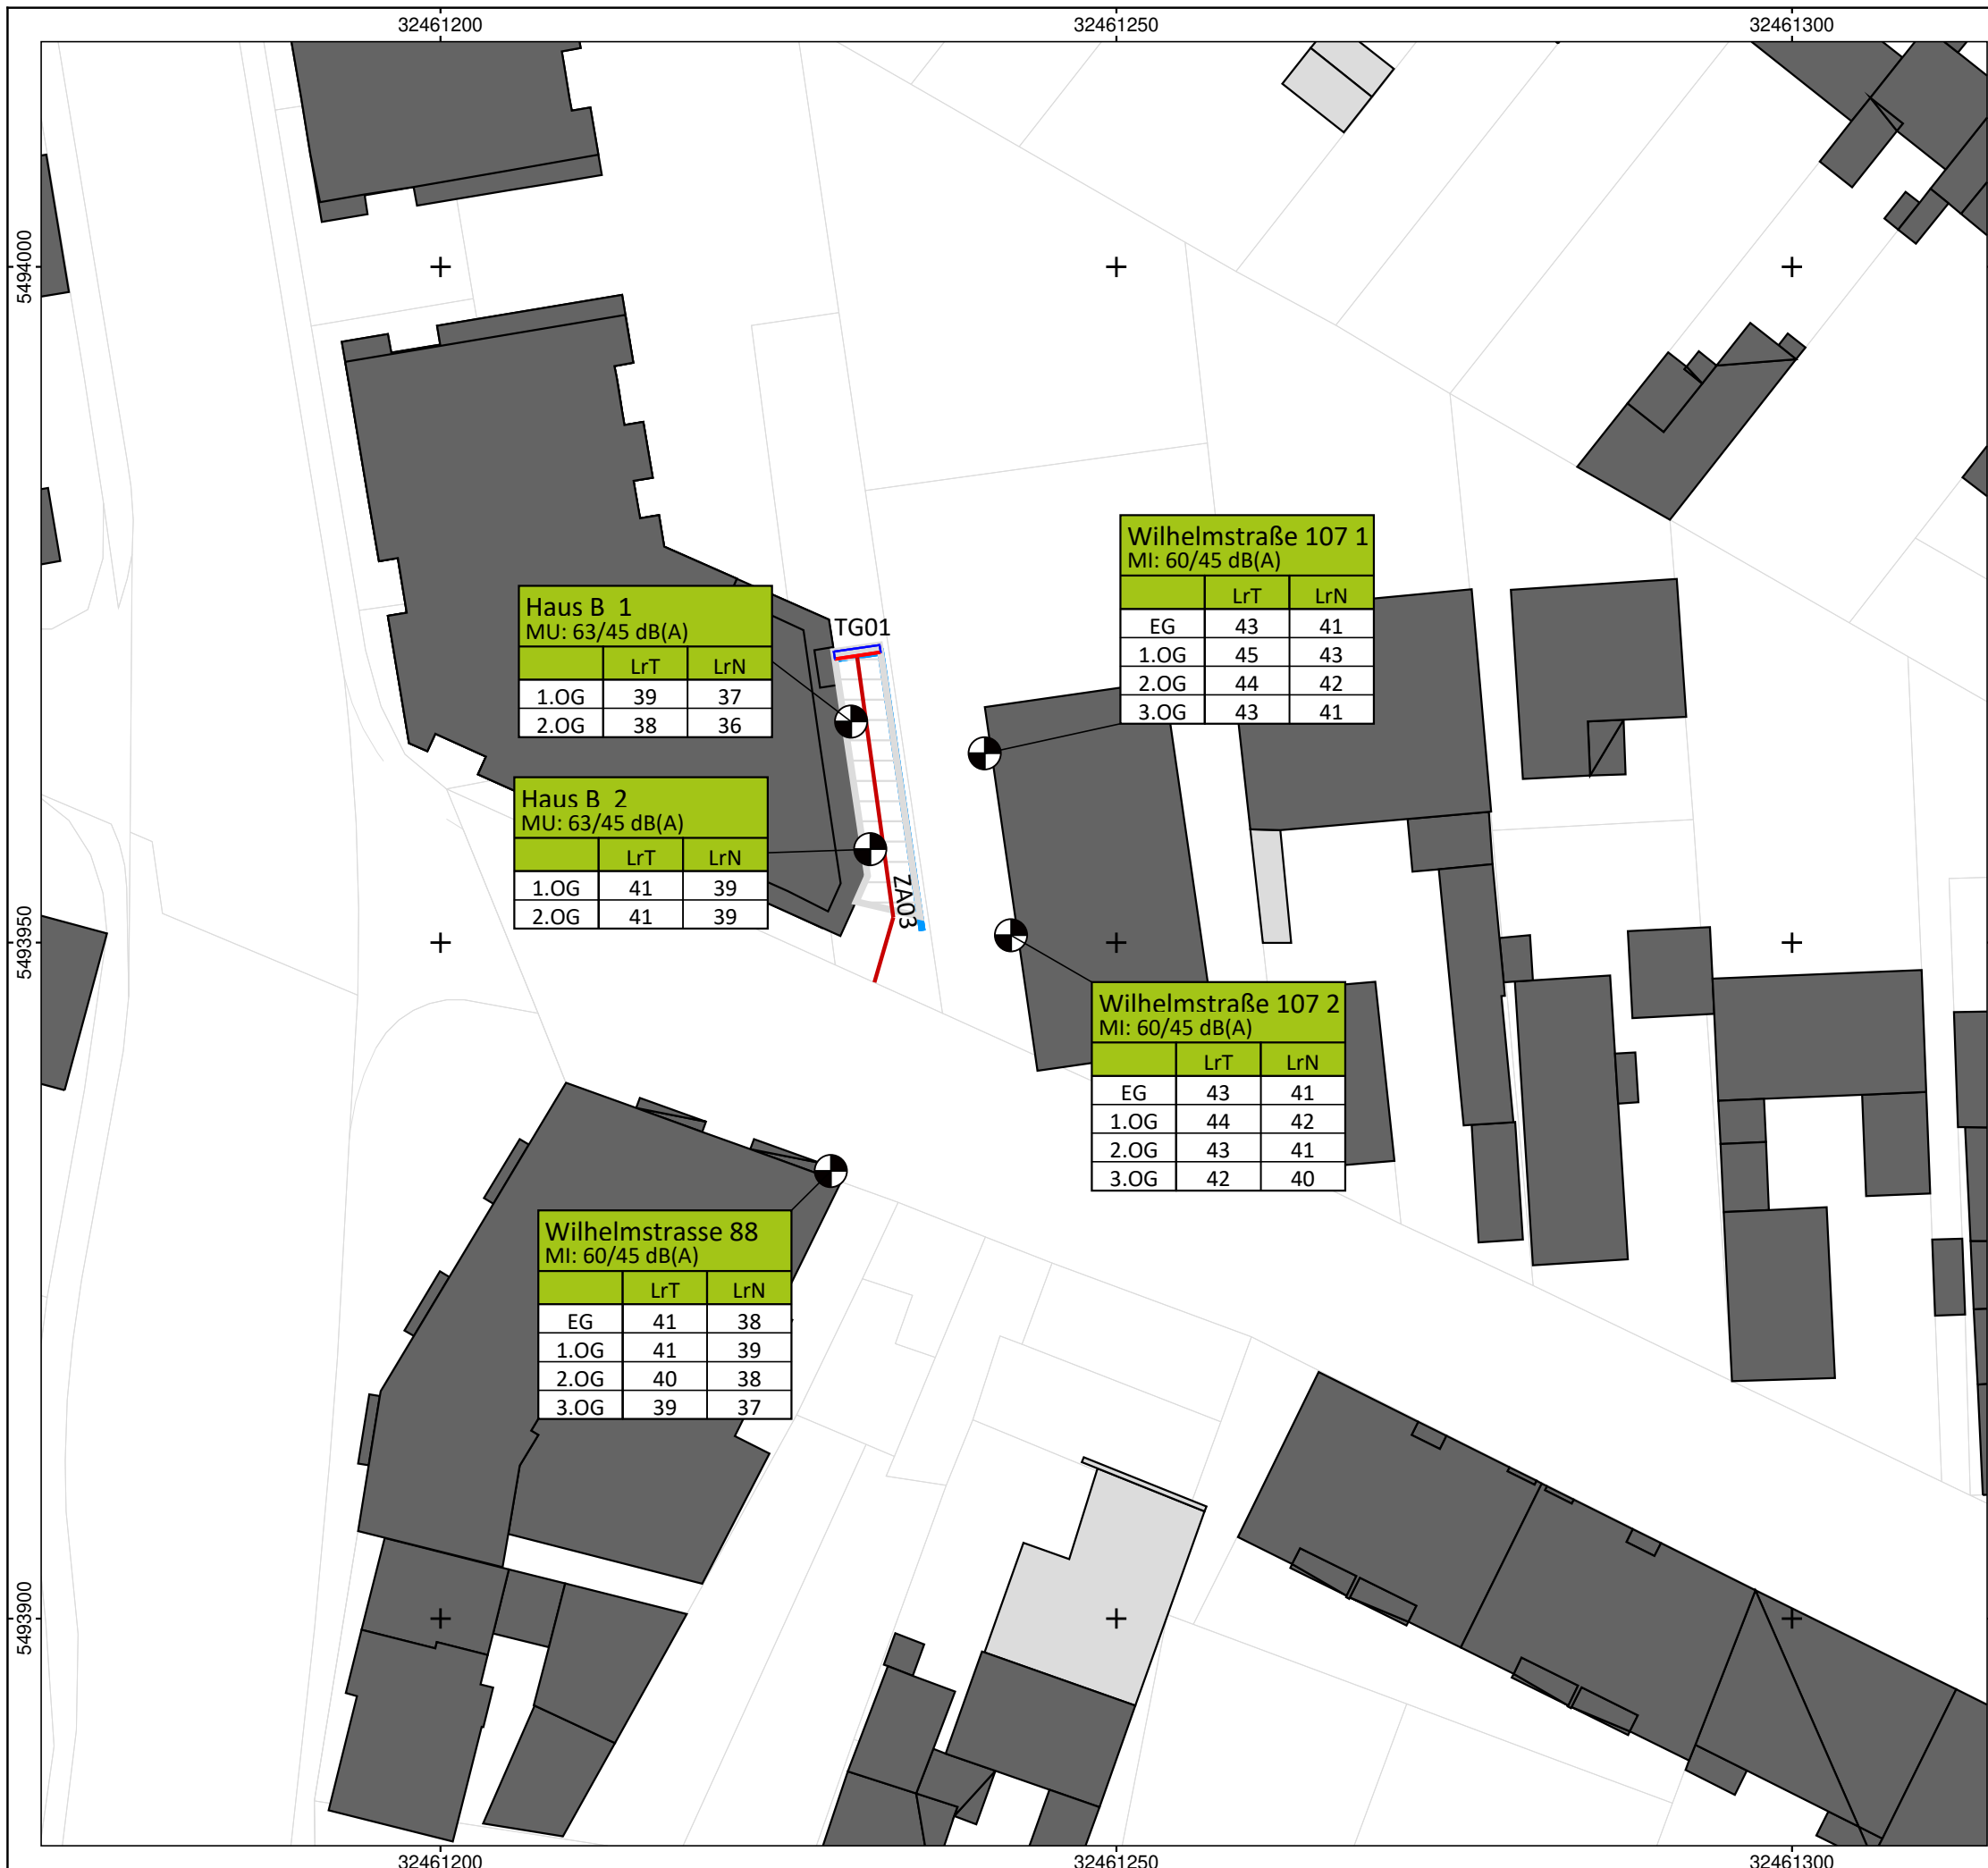 32461200 32461250 32461300
5494000
Wilhelmstraße 107 1
MI: 60/45 dB(A)
LrT LrN
EG 43 41
1.OG 45 43
2.OG 44 42
3.OG 43 41
Haus B 1
MU: 63/45 dB(A)
LrT LrN
1.OG 39 37
2.OG 38 36
TG01
Haus B 2
MU: 63/45 dB(A)
LrT LrN
1.OG 41 39
2.OG 41 39
ZA03
5493950
Wilhelmstraße 107 2
MI: 60/45 dB(A)
LrT LrN
EG 43 41
1.OG 44 42
2.OG 43 41
3.OG 42 40
Wilhelmstrasse 88
MI: 60/45 dB(A)
LrT LrN
EG 41 38
1.OG 41 39
2.OG 40 38
3.OG 39 37
5493900
32461200 32461250 32461300